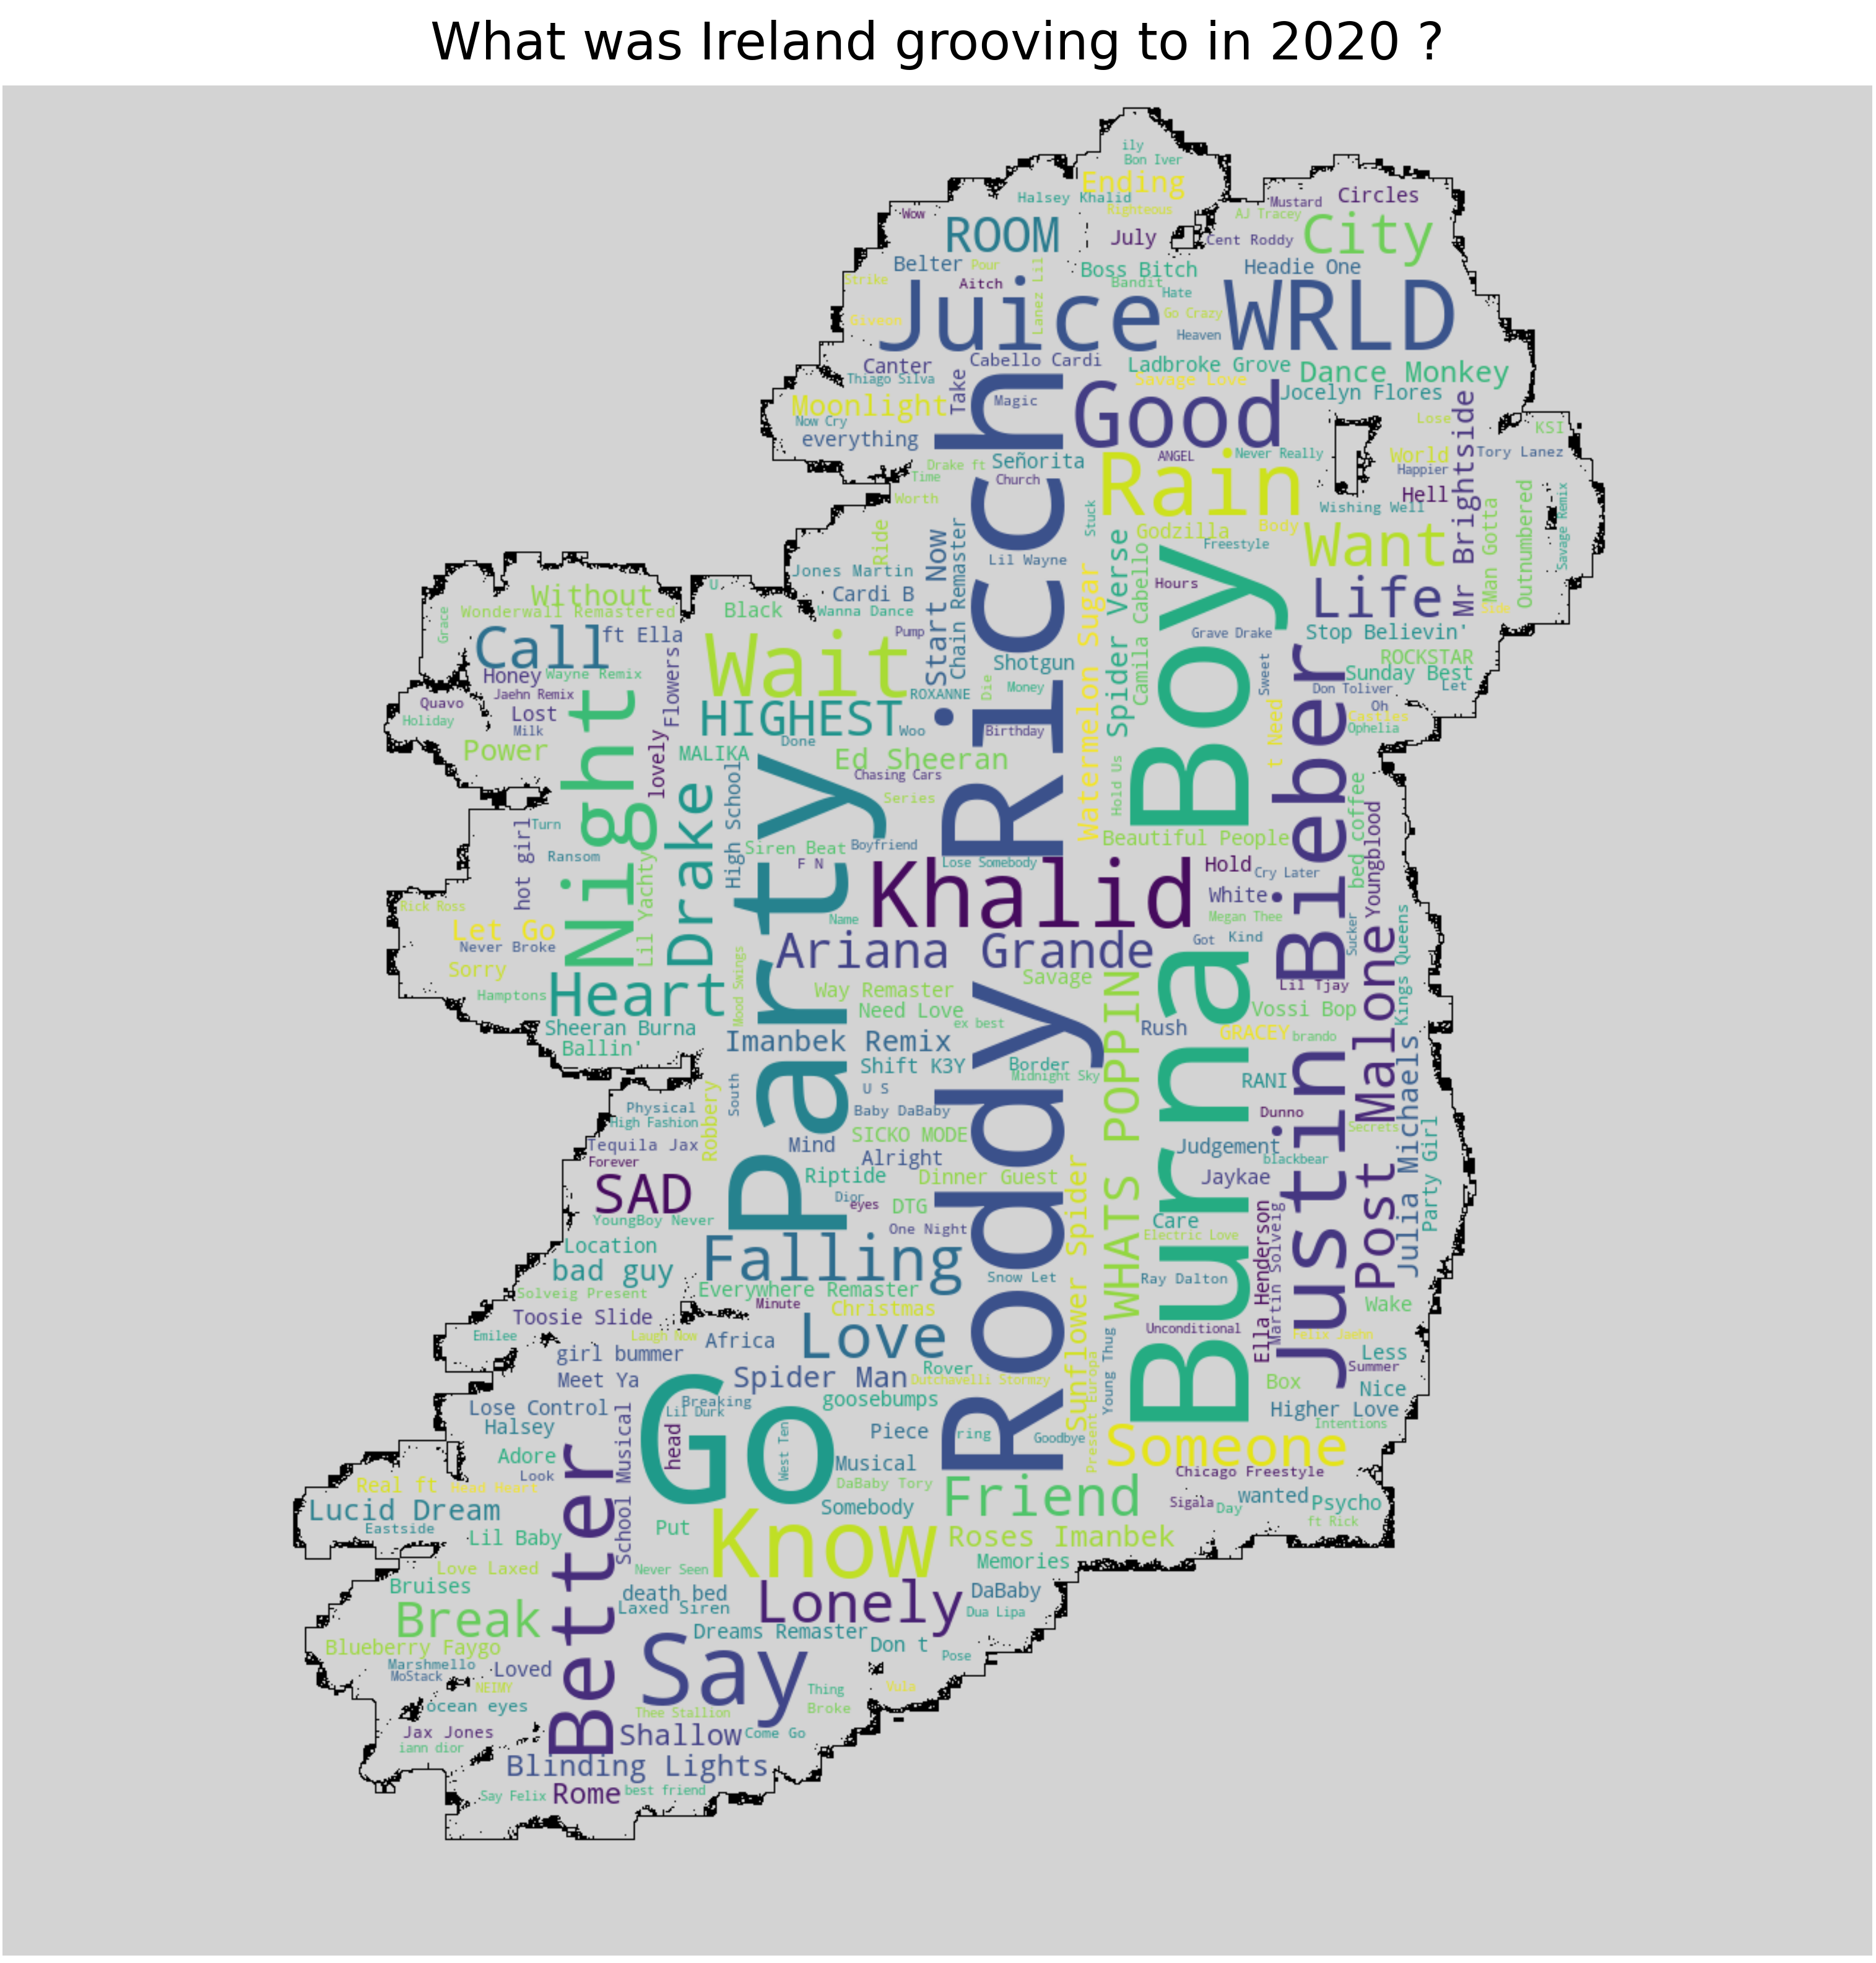 What was Ireland grooving to in 2020 ?
ily
Bon Iver
Ending
Halsey Khalid
Righteous
Wow
ROOM
July
Mustard
Circles
AJ Tracey
City
Cent Roddy
Belter
Pour
Boss Bitch
Headie One
Strike
Aitch
Lanez Lil
Bandit
Hate
Juice WRLD
Giveon
Go Crazy
Heaven
Canter
Cabello Cardi
Ladbroke Grove
Dance Monkey
Thiago Silva
Take
Savage Love
Jocelyn Flores
Moonlight
Magic
Good
Now Cry
everything
Lose
KSI
Mr Brightside
Drake ft
Señorita
ANGEL
Never Really
World
Tory Lanez
Time
Church
Rain
Happier
Worth
Hell
Wishing Well
Stuck
Godzilla
Body
Want
Man Gotta
Outnumbered
Savage Remix
Ride
Start Now
Chain Remaster
Lil Wayne
Spider Verse
Freestyle
Jones Martin
Cardi B
Wanna Dance
Camila Cabello
Hours
Life
Sidr
U
Black
Without
Wonderwall Remastered
Grace
Call
ft Ella
Wait
Pump
Shotgun
Watermelon Sugar
Grave Drake
Stop Believin'
ROCKSTAR
Sunday Best
Honey
Wayne Remix
Flowers
ROXANNE
Die
Money
Sweet
Don Toliver
Let
Quavo
Jaehn Remix
Holiday
Lost
Milk
Power
HIGHEST
Woo
Birthday
Oh
Castles
Ophelia
Done
lovely
MALIKA
Ed Sheeran
t Need
Chasing Cars
Series
Hold Us
Roddy Ricch
Burna Boy
Justin Bieber
Night
Drake
High School
Party
Turn
hot girl
Ransom
Lil Yachty
Siren Beat
Boyfriend
Beautiful People
bed coffee
Youngblood
F N
Lose Somebody
Hold
Cry Later
Khalid
White
Rick Ross
Let Go
Never Broke
Name
Megan Thee
Sucker
Ariana Grande
Got
Kind
Kings Queens
Sorry
Hamptons
Heart
Mood Swings
Savage
Lil Tjay
Way Remaster
Need Love
WHATS POPPIN
Vossi Bop
Post Malone
Sheeran Burna
Ballin'
Imanbek Remix
ex best
Rush
GRACEY
brando
Shift K3Y
Border
Midnight Sky
RANI
Julia Michaels
South
U S
Robbery
Physical
High Fashion
Baby DaBaby
Dunno
Tequila Jax
Mind
SICKO MODE
Secrets
Forever
Alright
Judgement
blackbear
Party Girl
SAD
Riptide
Dinner Guest
Jaykae
Dior
eyes
DTG
YoungBoy Never
One Night
Care
Location
Falling
Electric Love
Ella Henderson
Martin Solveig
bad guy
Snow Let
Sunflower Spider
Ray Dalton
Solveig Present
Everywhere Remaster
Minute
Christmas
Wake
Toosie Slide
Emilee
Laugh Now
Africa
Love
Unconditional
Felix Jaehn
Young Thug
girl bummer
Less
Summer
Meet Ya
Spider Man
Rover
Dutchavelli Stormzy
Present Europa
Box
Nice
Go
Breaking
Lil Durk
goosebumps
Lose Control
Halsey
School Musical
head
West Ten
Piece
ring
Goodbye
Higher Love
Intentions
Adore
Look
Musical
Someone
Better
Real ft
Need Heart
DaBaby Tory
Chicago Freestyle
Lucid Dream
Somebody
Friend
Sigala
Day
wanted
Psycho
ft Rick
Eastside
Lil Baby
Put
Know
Roses Imanbek
Love Laxed
Never Seen
Memories
Bruises
death bed
Laxed Siren
Lonely
DaBaby
Dua Lipa
Break
Dreams Remaster
Don t
Pose
Blueberry Faygo
Marshmello
MoStack
Loved
Say
NEIMY
Thing
Vula
ocean eyes
Thee Stallion
Broke
Jax Jones
iann dior
Shallow
Come Go
Blinding Lights
Say Felix
Rome
best friend